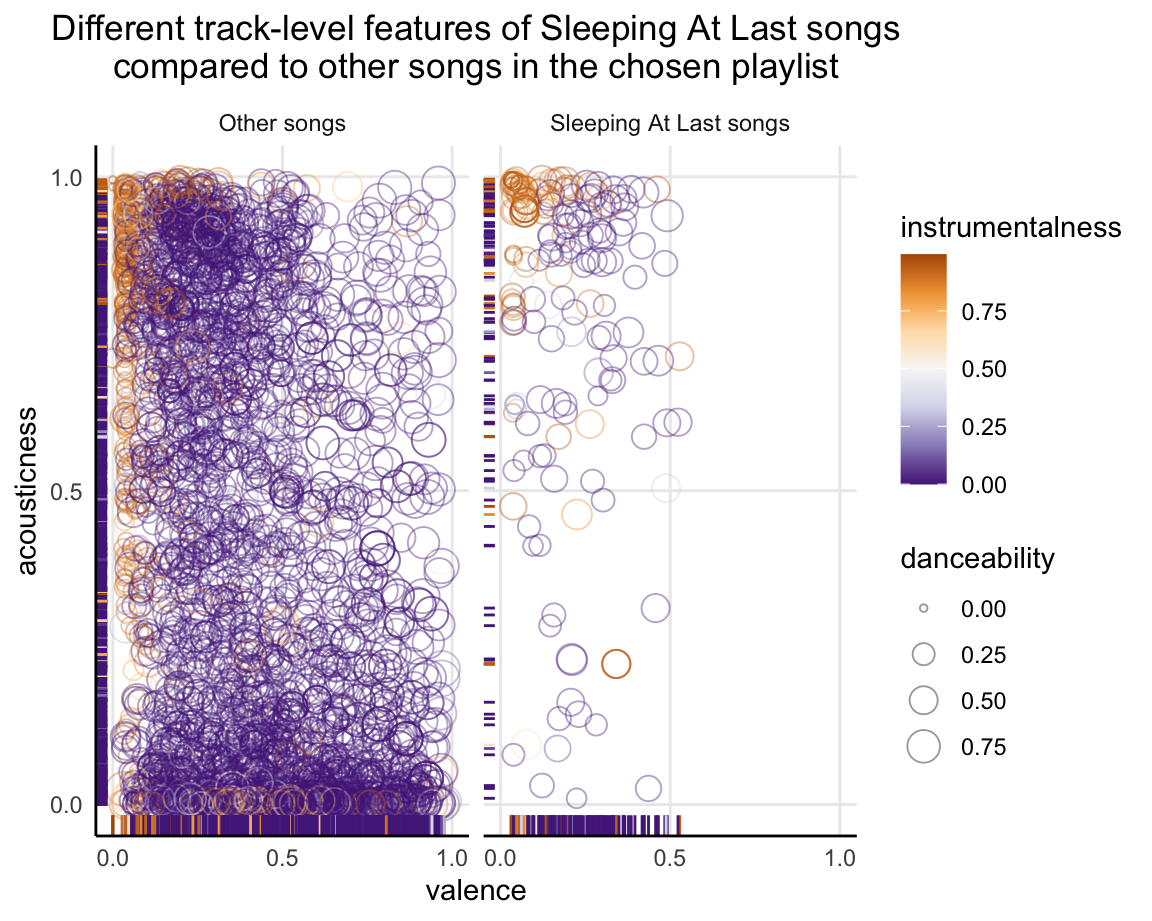 Different track-level features of Sleeping At Last songs
compared to other songs in the chosen playlist
Other songs
Sleeping At Last songs
1.0
0.5
0.0
acousticness
0.0
0.5
1.0
0.0
0.5
1.0
valence
instrumentalness
0.75
0.50
0.25
0.00
danceability
0.00
0.25
0.50
0.75